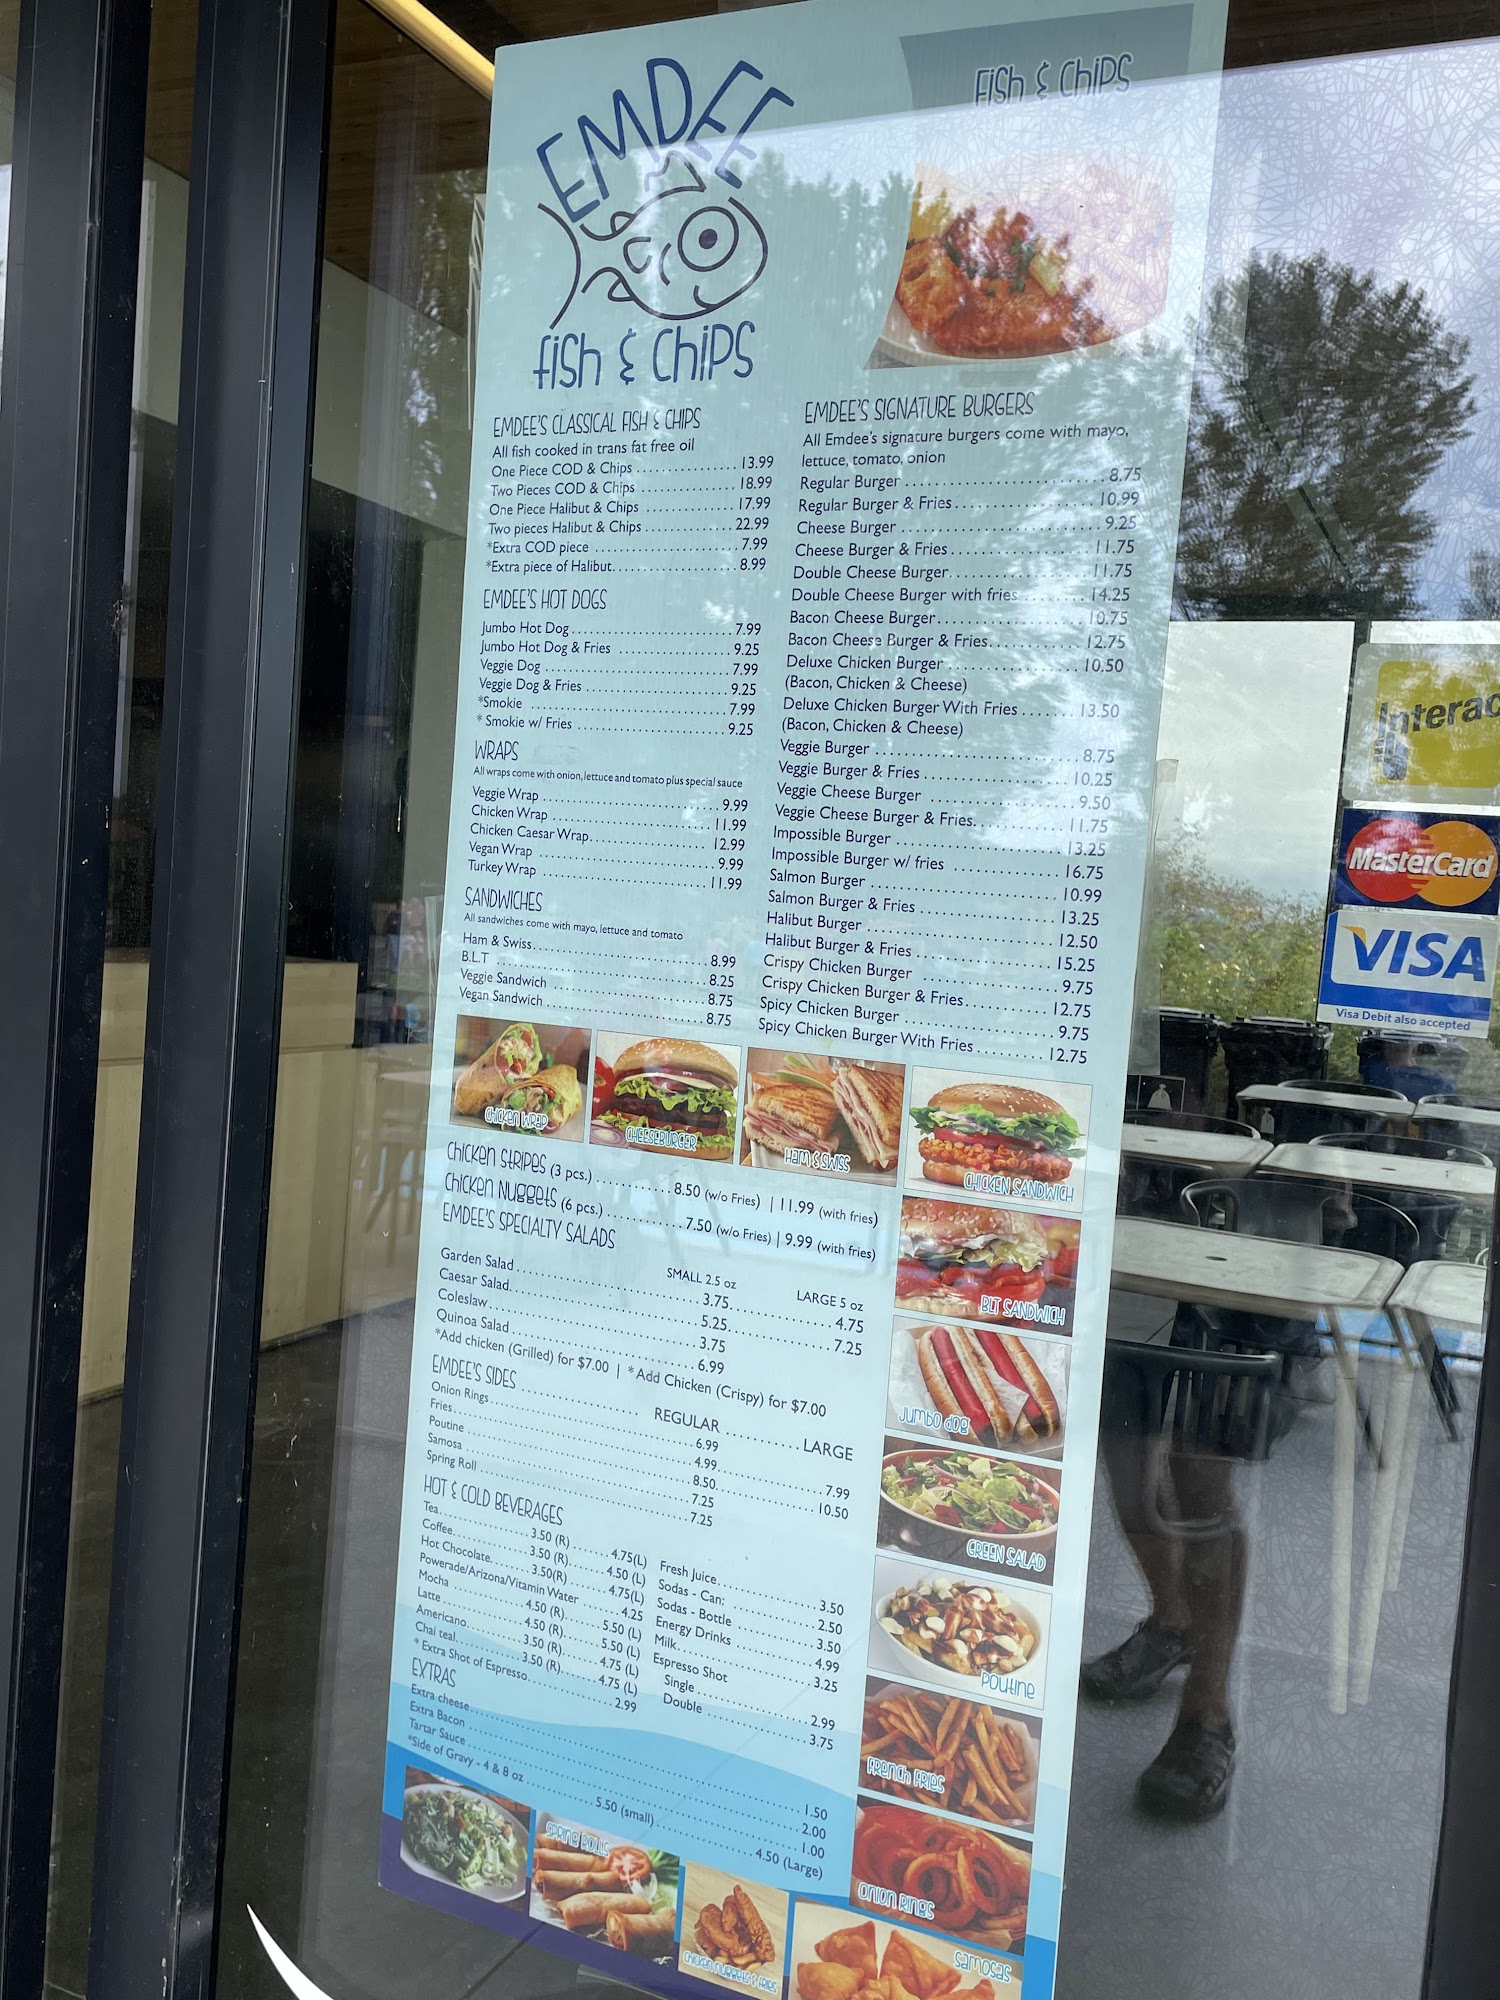 EMDEE
fish & chips
Fish & Chips
EMDEE'S CLASSICAL FISH & CHIPS
All fish cooked in trans fat free oil
One Piece COD & Chips ................ 13.99
Two Pieces COD & Chips ............... 18.99
One Piece Halibut & Chips .............. 17.99
Two pieces Halibut & Chips .............. 22.99
*Extra COD piece ...................... 7.99
*Extra piece of Halibut.................... 8.99
EMDEE'S HOT DOGS
Jumbo Hot Dog......................... 7.99
Jumbo Hot Dog & Fries .................. 9.25
Veggie Dog ............................. 7.99
Veggie Dog & Fries ...................... 9.25
*Smokie ............................... 7.99
* Smokie w/ Fries ....................... 9.25
WRAPS
All wraps come with onion, lettuce and tomato plus special sauce
Veggie Wrap ............................ 9.99
Chicken Wrap .......................... 11.99
Chicken Caesar Wrap.................... 12.99
Vegan Wrap ............................ 9.99
Turkey Wrap ........................... 11.99
SANDWICHES
All sandwiches come with mayo, lettuce and tomato
Ham & Swiss............................ 8.99
B.L.T .................................. 8.25
Veggie Sandwich ........................ 8.75
Vegan Sandwich ......................... 8.75
EMDEE'S SIGNATURE BURGERS
All Emdee's signature burgers come with mayo,
lettuce, tomato, onion
Regular Burger ............................ 8.75
Regular Burger & Fries.................... 10.99
Cheese Burger ............................ 9.25
Cheese Burger & Fries.................... 11.75
Double Cheese Burger.................... 11.75
Double Cheese Burger with fries ........ 14.25
Bacon Cheese Burger..................... 10.75
Bacon Cheese Burger & Fries............. 12.75
Deluxe Chicken Burger .................. 10.50
(Bacon, Chicken & Cheese)
Deluxe Chicken Burger With Fries ....... 13.50
(Bacon, Chicken & Cheese)
Veggie Burger ............................ 8.75
Veggie Burger & Fries .................... 10.25
Veggie Cheese Burger .................... 9.50
Veggie Cheese Burger & Fries............. 11.75
Impossible Burger ........................ 13.25
Impossible Burger w/ fries ................ 16.75
Salmon Burger ............................ 10.99
Salmon Burger & Fries .................... 13.25
Halibut Burger ............................ 12.50
Halibut Burger & Fries .................... 15.25
Crispy Chicken Burger .................... 9.75
Crispy Chicken Burger & Fries............ 12.75
Spicy Chicken Burger ..................... 9.75
Spicy Chicken Burger With Fries ......... 12.75
Chicken Wrap
CHEESEBURGER
Ham & Swiss
CHICKEN SANDWICH
Chicken Stripes (3 pcs.) ........... 8.50 (w/o Fries) | 11.99 (with fries)
Chicken Nuggets (6 pcs.) ............ 7.50 (w/o Fries) | 9.99 (with fries)
EMDEE'S SPECIALTY SALADS
SMALL 2.5 oz LARGE 5 oz
Garden Salad ........................ 3.75................ 4.75
Caesar Salad......................... 5.25................ 7.25
Coleslaw............................. 3.75
Quinoa Salad ........................ 6.99
*Add chicken (Grilled) for $7.00 | *Add Chicken (Crispy) for $7.00
EMDEE'S SIDES .............. REGULAR ........... LARGE
Onion Rings.......................... 6.99
Fries................................ 4.99................ 7.99
Poutine ............................. 8.50................ 10.50
Samosa .............................. 7.25
Spring Roll .......................... 7.25
HOT & COLD BEVERAGES
Tea.............. 3.50 (R)....... 4.75(L)
Coffee............ 3.50 (R)....... 4.50 (L)
Hot Chocolate....... 3.50(R) ....... 4.75(L)
Powerade/Arizona/Vitamin Water ....... 4.25
Mocha ........... 4.50 (R)...... 5.50 (L)
Latte............. 4.50 (R)...... 5.50 (L)
Americano......... 3.50 (R)...... 4.75 (L)
Chai teal.......... 3.50 (R)...... 4.75 (L)
* Extra Shot of Espresso.............. 2.99
Fresh Juice............... 3.50
Sodas - Can: ............. 2.50
Sodas - Bottle ............ 3.50
Energy Drinks ............ 4.99
Milk..................... 3.25
Espresso Shot
Single ................... 2.99
Double .................. 3.75
EXTRAS
Extra cheese........................................ 1.50
Extra Bacon ........................................ 2.00
Tartar Sauce ........................................ 1.00
*Side of Gravy - 4 & 8 oz ............ 5.50 (small)............... 4.50 (Large)
BLT SANDWICH
Jumbo dog
GREEN SALAD
Poutine
French Fries
Onion Rings
Spring Rolls
Chicken Nuggets & Fries
Samosas
Interac
MasterCard
VISA
Visa Debit also accepted